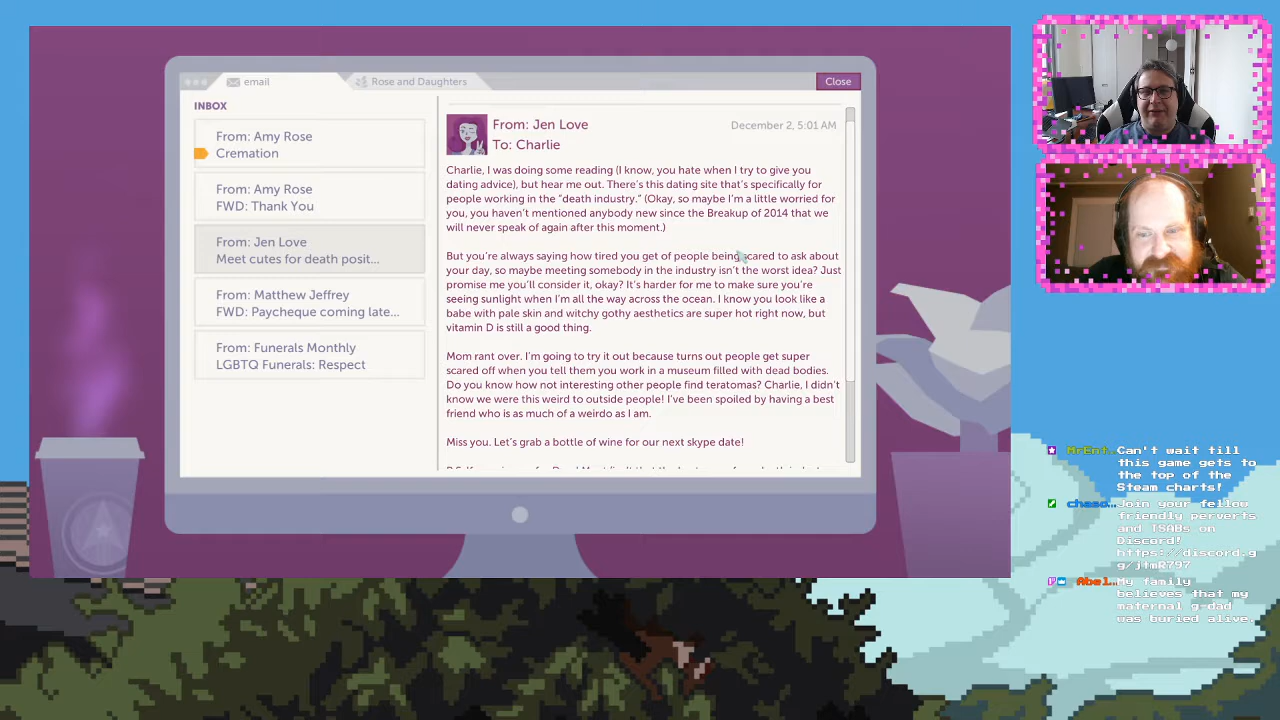 email
Rose and Daughters
Close
INBOX
From: Amy Rose
Cremation
From: Amy Rose
FWD: Thank You
From: Jen Love
Meet cutes for death posit...
From: Matthew Jeffrey
FWD: Paycheque coming late...
From: Funerals Monthly
LGBTQ Funerals: Respect
From: Jen Love
December 2, 5:01 AM
To: Charlie
Charlie, I was doing some reading (I know, you hate when I try to give you
dating advice), but hear me out. There's this dating site that's specifically for
people working in the "death industry." (Okay, so maybe I'm a little worried for
you, you haven't mentioned anybody new since the Breakup of 2014 that we
will never speak of again after this moment.)
But you're always saying how tired you get of people being scared to ask about
your day, so maybe meeting somebody in the industry isn't the worst idea? Just
promise me you'll consider it, okay? It's harder for me to make sure you're
seeing sunlight when I'm all the way across the ocean. I know you look like a
babe with pale skin and witchy gothy aesthetics are super hot right now, but
vitamin D is still a good thing.
Mom rant over. I'm going to try it out because turns out people get super
scared off when you tell them you work in a museum filled with dead bodies.
Do you know how not interesting other people find teratomas? Charlie, I didn't
know we were this weird to outside people! I've been spoiled by having a best
friend who is as much of a weirdo as I am.
Miss you. Let's grab a bottle of wine for our next skype date!
MrEnt.. Can't wait till
this game gets to
the top of the
Steam charts!
chaso.. Join your fellow
friendly perverts
and TSABs on
Discord!
https://discord.g
g/jtmR797
Abel.. My family
believes that my
maternal g-dad
was buried alive.